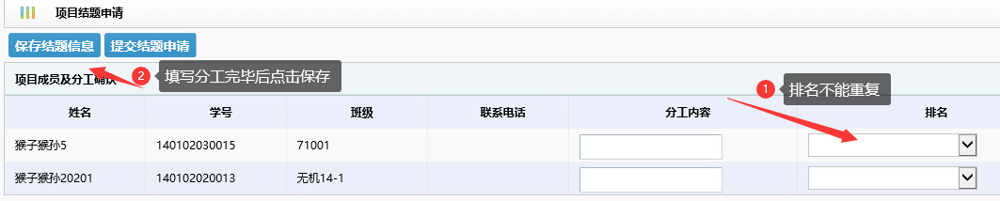 项目结题申请
保存结题信息 提交结题申请
项目成员及分工确认
2 填写分工完毕后点击保存
1 排名不能重复
姓名 学号 班级 联系电话 分工内容 排名
猴子猴孙5 140102030015 71001
猴子猴孙20201 140102020013 无机14-1